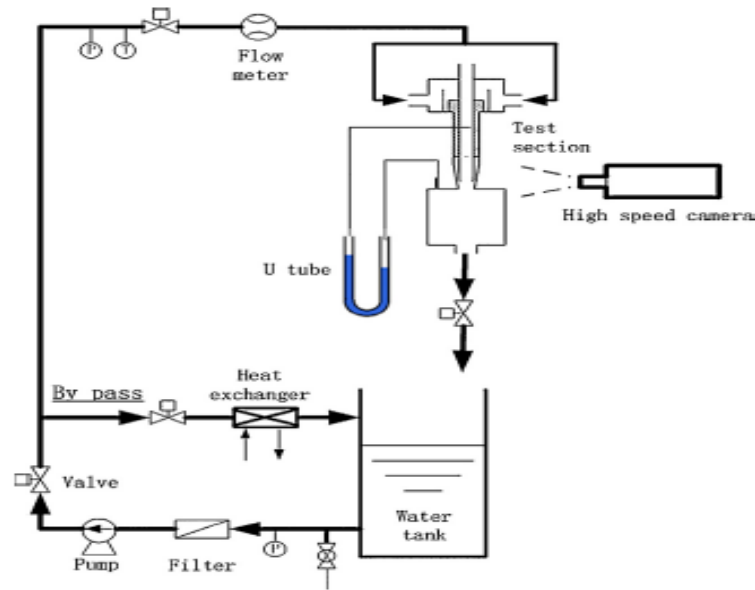 P
T
Flow
meter
Test
section
High speed camera
U tube
Heat
exchanger
By pass
Valve
Water
tank
P
Pump
Filter